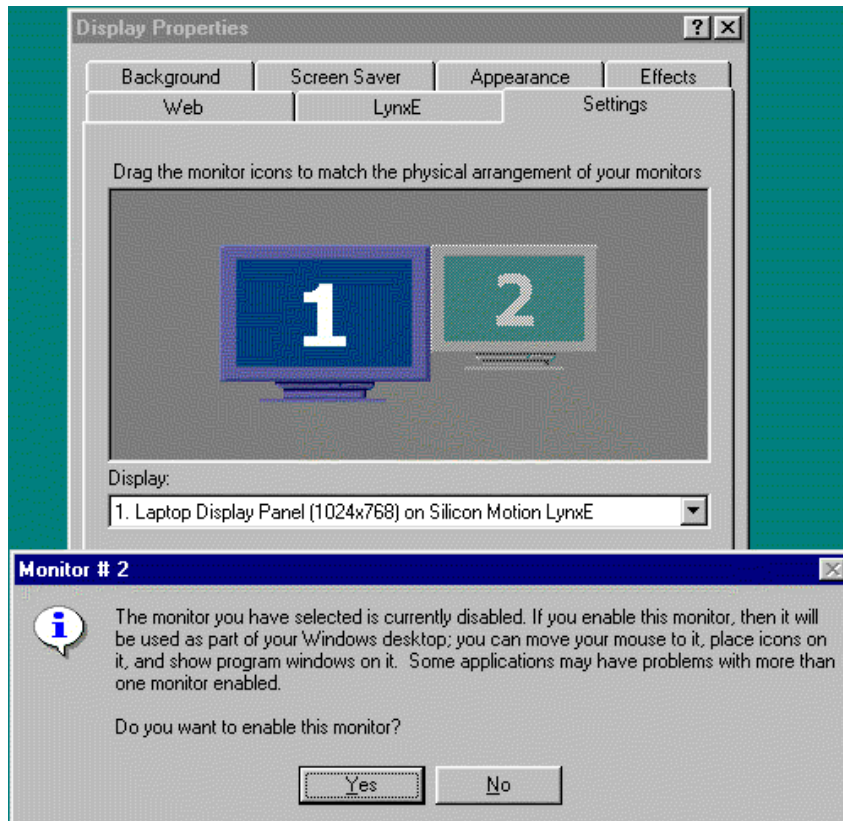 Display Properties
Background Screen Saver Appearance Effects
Web LynxE Settings
Drag the monitor icons to match the physical arrangement of your monitors
1 2
Display:
1. Laptop Display Panel (1024x768) on Silicon Motion LynxE
Monitor # 2
The monitor you have selected is currently disabled. If you enable this monitor, then it will
be used as part of your Windows desktop; you can move your mouse to it, place icons on
it, and show program windows on it. Some applications may have problems with more than
one monitor enabled.
Do you want to enable this monitor?
Yes No